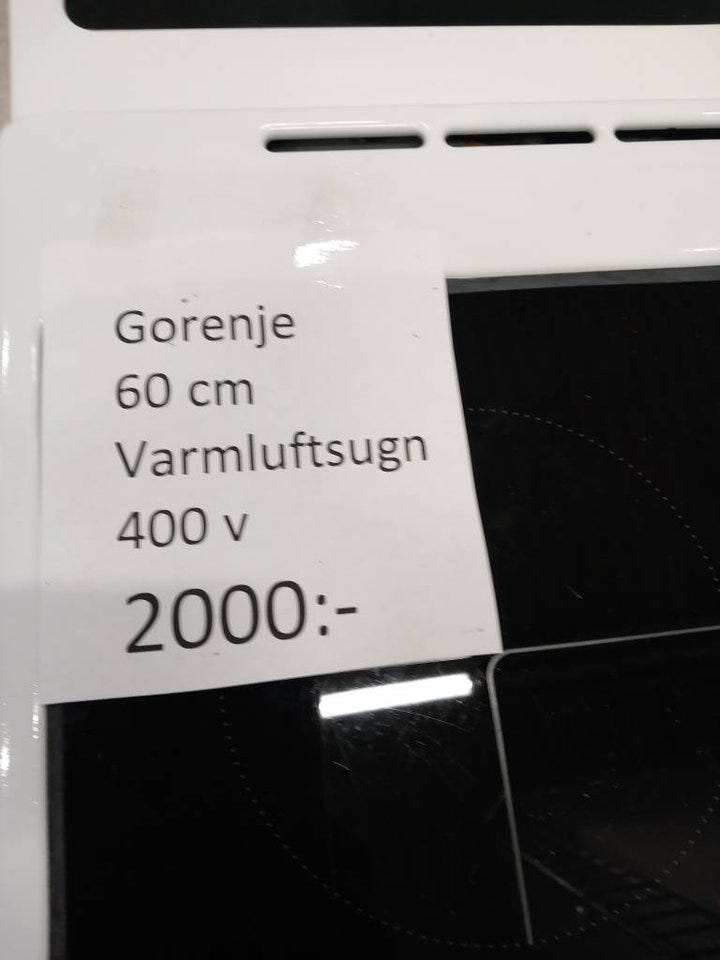 Gorenje
60 cm
Varmluftsugn
400 v
2000:-